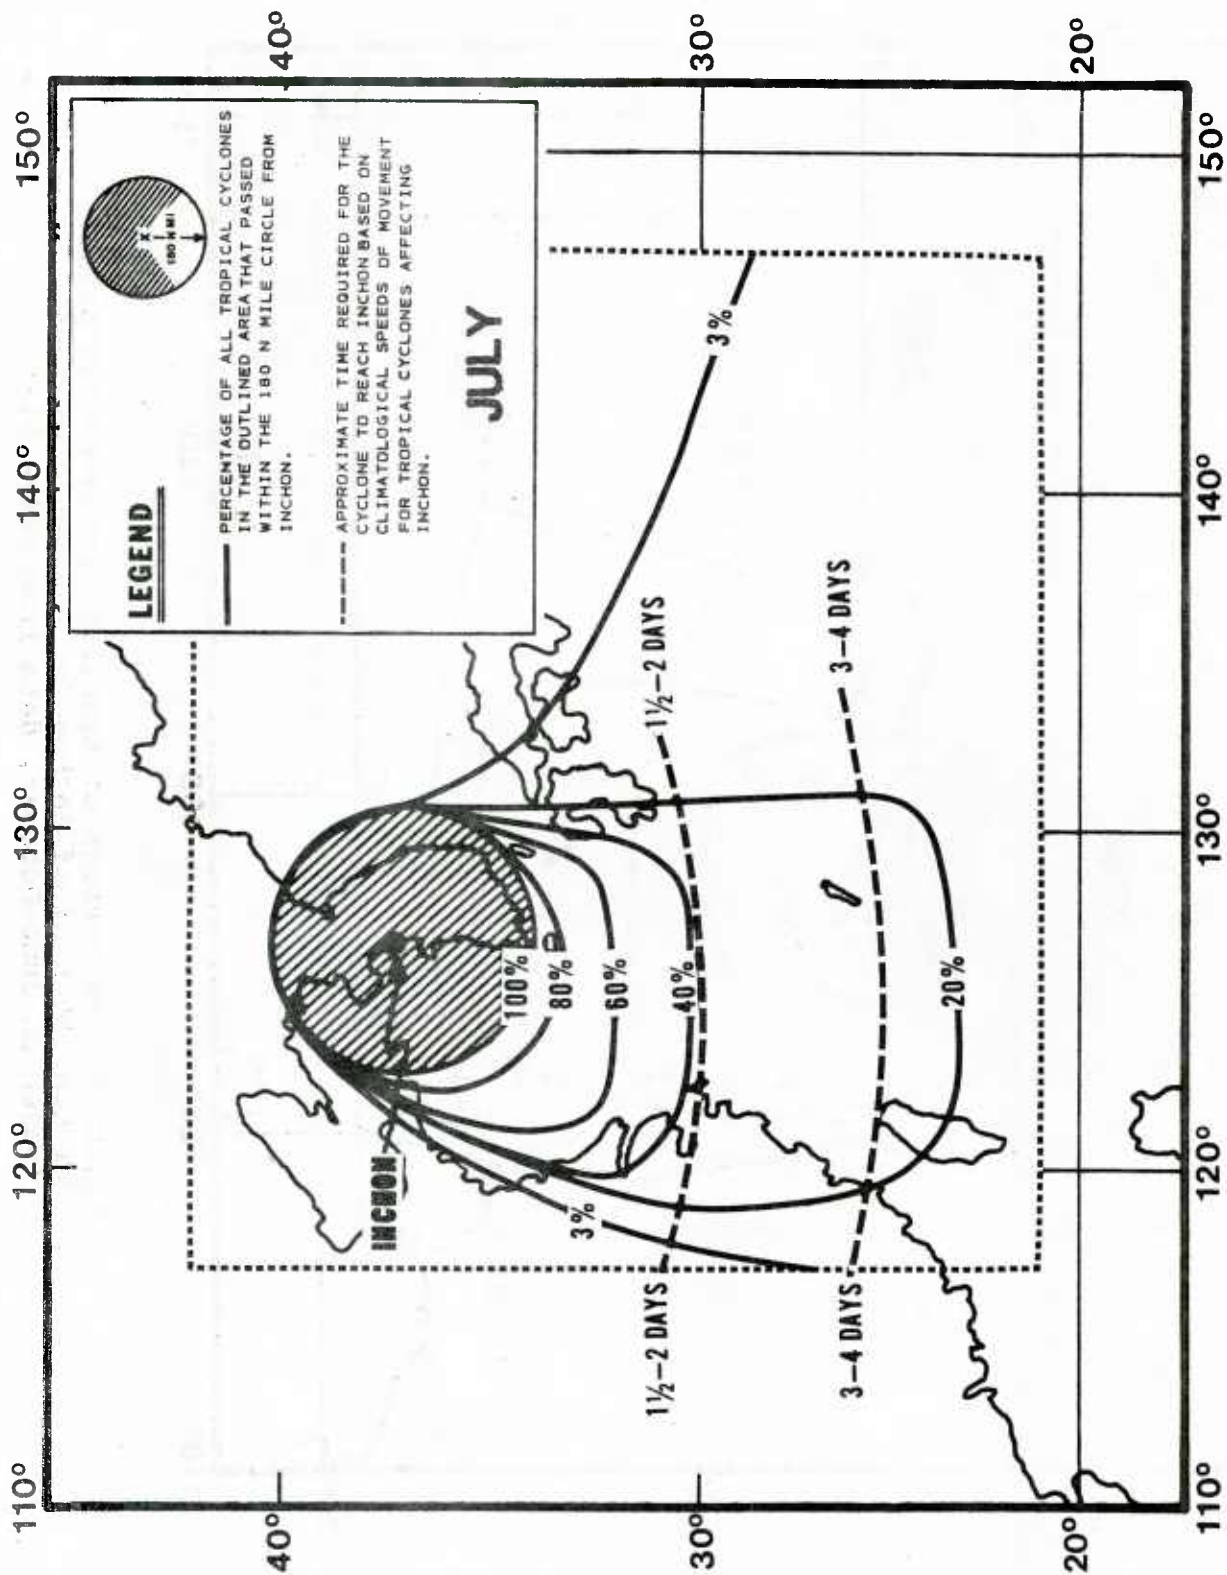 110°
120°
130°
140°
150°
40°
40°
30°
30°
20°
20°
110°
120°
130°
140°
150°
LEGEND
X
180 N MI
PERCENTAGE OF ALL TROPICAL CYCLONES
IN THE OUTLINED AREA THAT PASSED
WITHIN THE 180 N MILE CIRCLE FROM
INCHON.
APPROXIMATE TIME REQUIRED FOR THE
CYCLONE TO REACH INCHON BASED ON
CLIMATOLOGICAL SPEEDS OF MOVEMENT
FOR TROPICAL CYCLONES AFFECTING
INCHON.
JULY
INCHON
100%
80%
60%
40%
20%
3%
3%
1½-2 DAYS
1½-2 DAYS
3-4 DAYS
3-4 DAYS